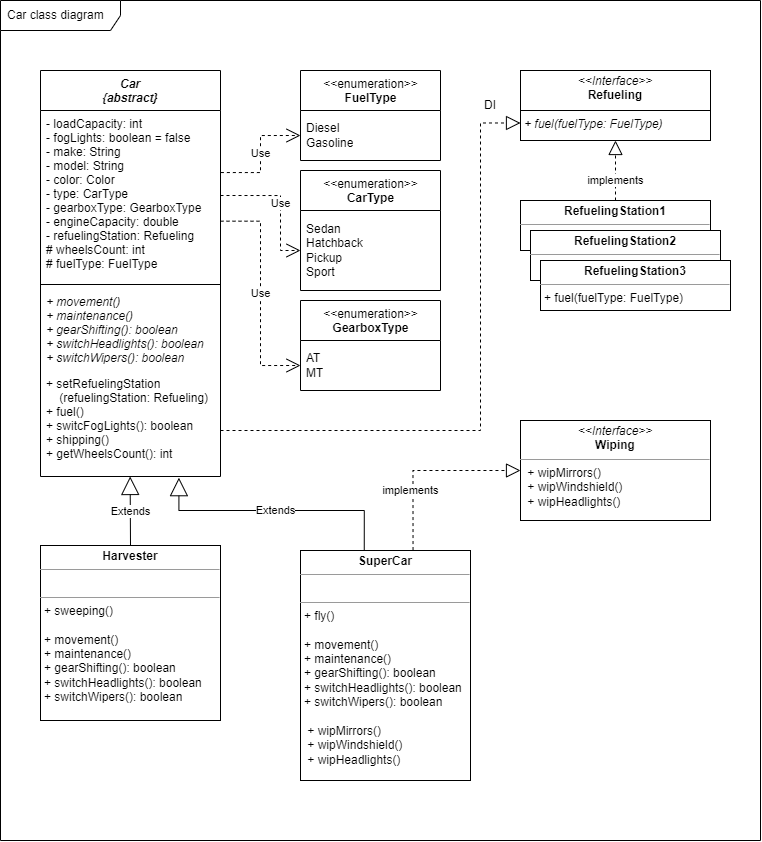 Car class diagram
Car
{abstract}
- loadCapacity: int
- fogLights: boolean = false
- make: String
- model: String
- color: Color
- type: CarType
- gearboxType: GearboxType
- engineCapacity: double
- refuelingStation: Refueling
# wheelsCount: int
# fuelType: FuelType
+ movement()
+ maintenance()
+ gearShifting(): boolean
+ switchHeadlights(): boolean
+ switchWipers(): boolean
+ setRefuelingStation
(refuelingStation: Refueling)
+ fuel()
+ switcFogLights(): boolean
+ shipping()
+ getWheelsCount(): int
Use
Use
Use
<<enumeration>>
FuelType
Diesel
Gasoline
<<enumeration>>
CarType
Sedan
Hatchback
Pickup
Sport
<<enumeration>>
GearboxType
AT
MT
DI
<<Interface>>
Refueling
+ fuel(fuelType: FuelType)
implements
RefuelingStation1
RefuelingStation2
RefuelingStation3
+ fuel(fuelType: FuelType)
<<Interface>>
Wiping
+ wipMirrors()
+ wipWindshield()
+ wipHeadlights()
implements
Extends
Extends
Harvester
+ sweeping()
+ movement()
+ maintenance()
+ gearShifting(): boolean
+ switchHeadlights(): boolean
+ switchWipers(): boolean
SuperCar
+ fly()
+ movement()
+ maintenance()
+ gearShifting(): boolean
+ switchHeadlights(): boolean
+ switchWipers(): boolean
+ wipMirrors()
+ wipWindshield()
+ wipHeadlights()